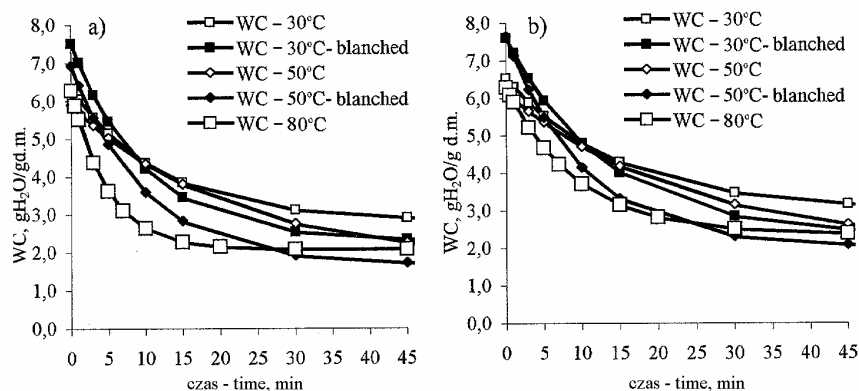 a)
WC – 30°C
WC – 30°C- blanched
WC – 50°C
WC – 50°C- blanched
WC – 80°C
WC, gH₂O/gd.m.
8,0
7,0
6,0
5,0
4,0
3,0
2,0
1,0
0,0
0 5 10 15 20 25 30 35 40 45
czas - time, min
b)
WC – 30°C
WC – 30°C- blanched
WC – 50°C
WC – 50°C- blanched
WC – 80°C
WC, gH₂O/g d.m.
8,0
7,0
6,0
5,0
4,0
3,0
2,0
1,0
0,0
0 5 10 15 20 25 30 35 40 45
czas - time, min